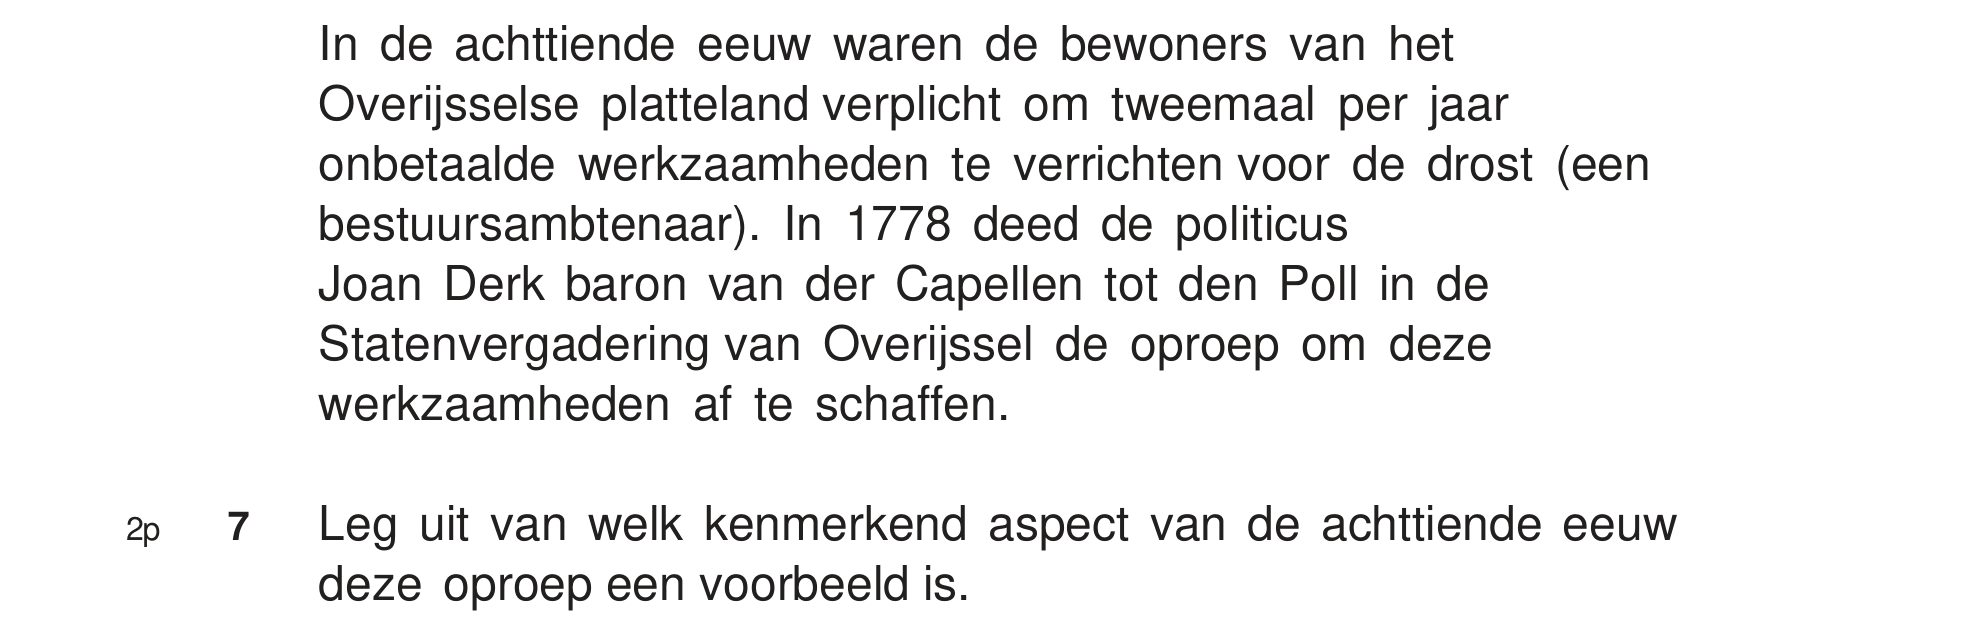 In de achttiende eeuw waren de bewoners van het
Overijsselse platteland verplicht om tweemaal per jaar
onbetaalde werkzaamheden te verrichten voor de drost (een
bestuursambtenaar). In 1778 deed de politicus
Joan Derk baron van der Capellen tot den Poll in de
Statenvergadering van Overijssel de oproep om deze
werkzaamheden af te schaffen.
2p 7 Leg uit van welk kenmerkend aspect van de achttiende eeuw
deze oproep een voorbeeld is.